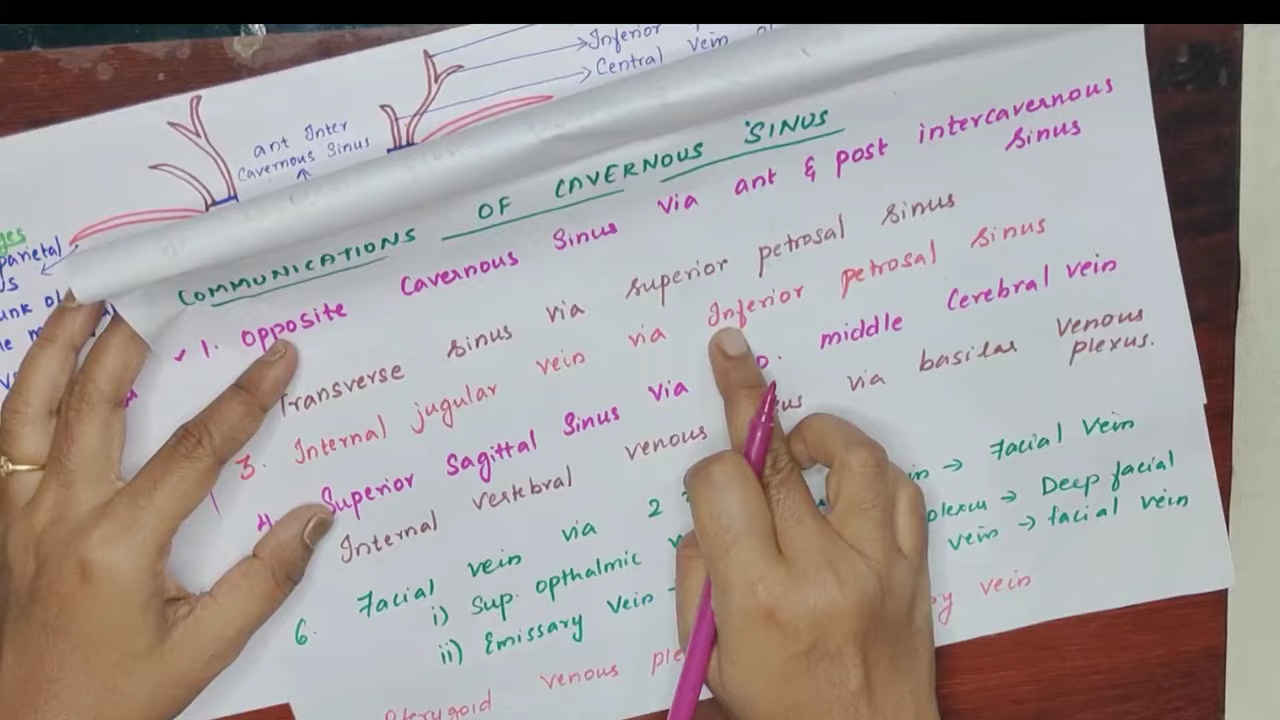 Inferior
Central vein
ant Inter
Cavernous Sinus
parietal
COMMUNICATIONS OF CAVERNOUS SINUS
1. Opposite Cavernous Sinus via ant & post intercavernous
sinus
Transverse sinus via superior petrosal sinus
3. Internal jugular vein via Inferior petrosal sinus
4. Superior Sagittal Sinus via middle Cerebral vein
Internal vertebral venous via basilar venous
plexus.
6. Facial vein via 2
i) Sup. opthalmic → Facial vein
ii) Emissary vein → Deep facial
vein → facial vein
Pterygoid venous vein